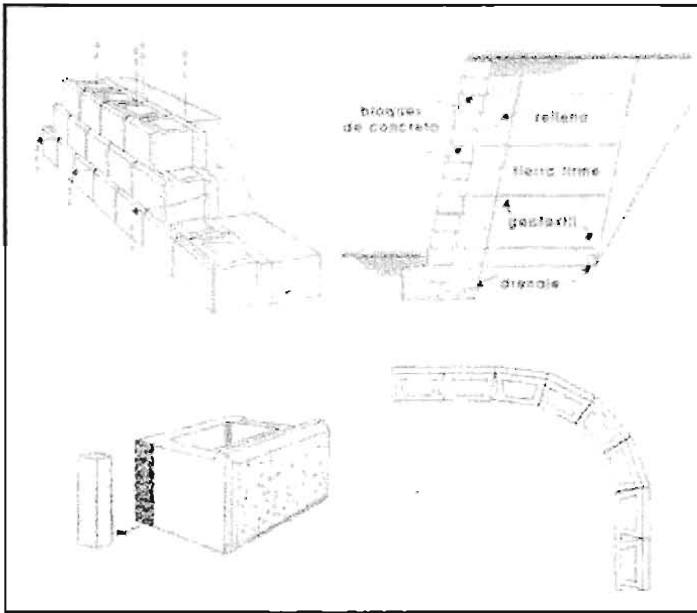 bloques
de concreto
relleno
tierra firme
geotextil
drenaje